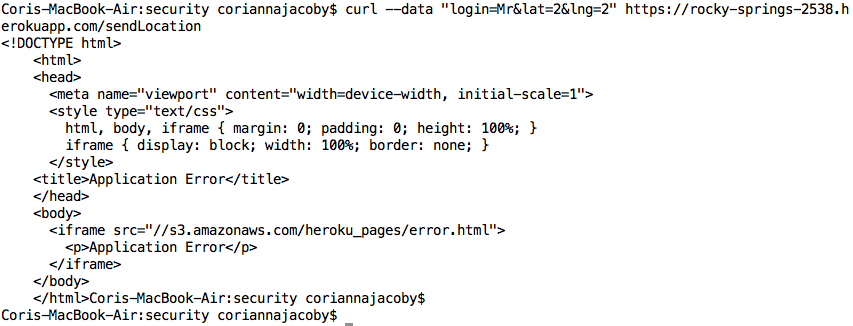 Coris-MacBook-Air:security coriannajacoby$ curl --data "login=Mr&lat=2&lng=2" https://rocky-springs-2538.h
erokuapp.com/sendLocation
<!DOCTYPE html>
    <html>
    <head>
      <meta name="viewport" content="width=device-width, initial-scale=1">
      <style type="text/css">
        html, body, iframe { margin: 0; padding: 0; height: 100%; }
        iframe { display: block; width: 100%; border: none; }
      </style>
    <title>Application Error</title>
    </head>
    <body>
      <iframe src="//s3.amazonaws.com/heroku_pages/error.html">
        <p>Application Error</p>
      </iframe>
    </body>
    </html>Coris-MacBook-Air:security coriannajacoby$
Coris-MacBook-Air:security coriannajacoby$